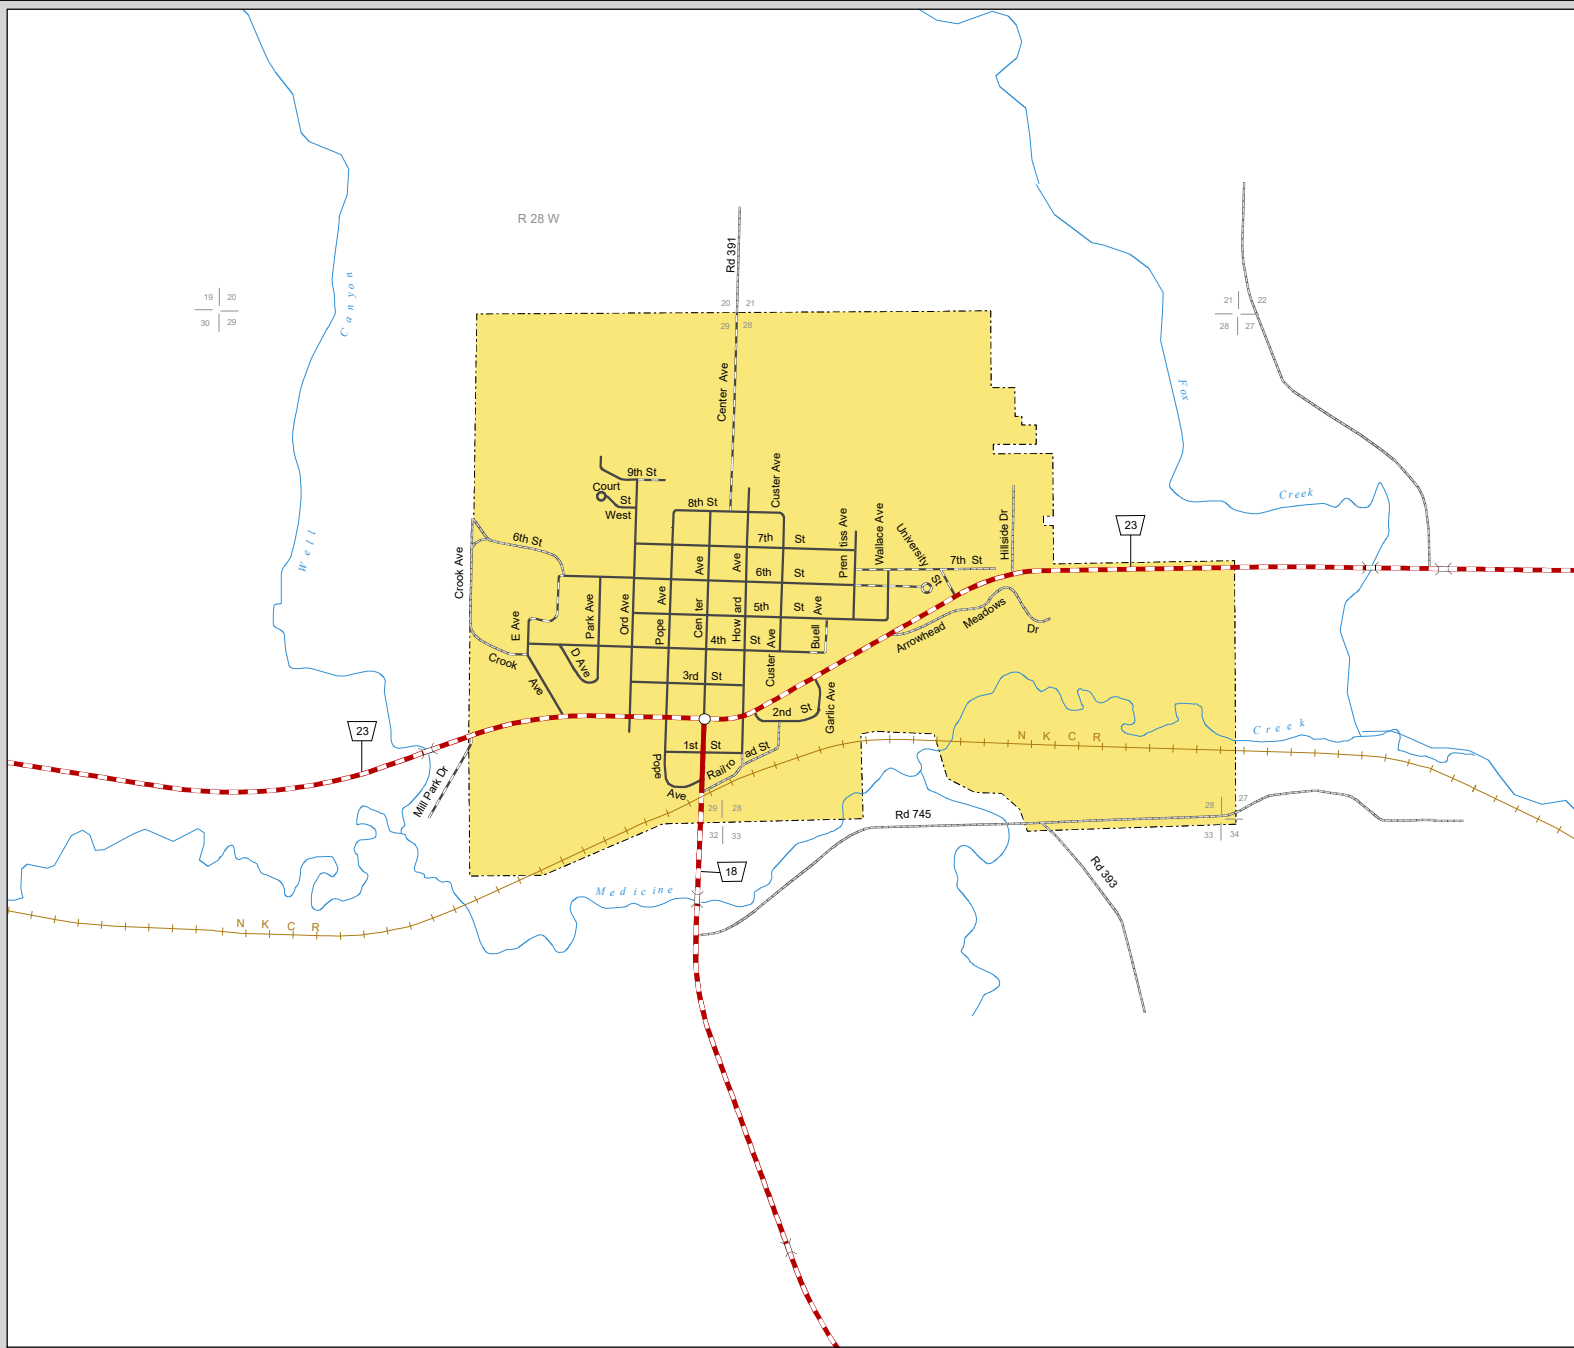 R 28 W
Rd 391
Canyon
19 20
30 29
20 21
29 28
21 22
28 27
Center Ave
Fox
Custer Ave
9th St
Court
St
West
8th St
Creek
Prentiss Ave
Wallace Ave
University
St
Hillside Dr
23
Well
6th St
7th St
7th St
Crook Ave
Ave
Ave
6th St
E Ave
Park Ave
Ord Ave
Pope Ave
Center
Howard
5th St
Buell Ave
4th St
Arrowhead Meadows
Dr
Crook
Ave
D Ave
Custer Ave
3rd St
2nd St
Garlic Ave
23
1st St
Railroad St
Pope
Ave
N K C R
Creek
Mill Park Dr
29 28
32 33
28 27
33 34
Rd 745
18
Rd 393
Medicine
N K C R